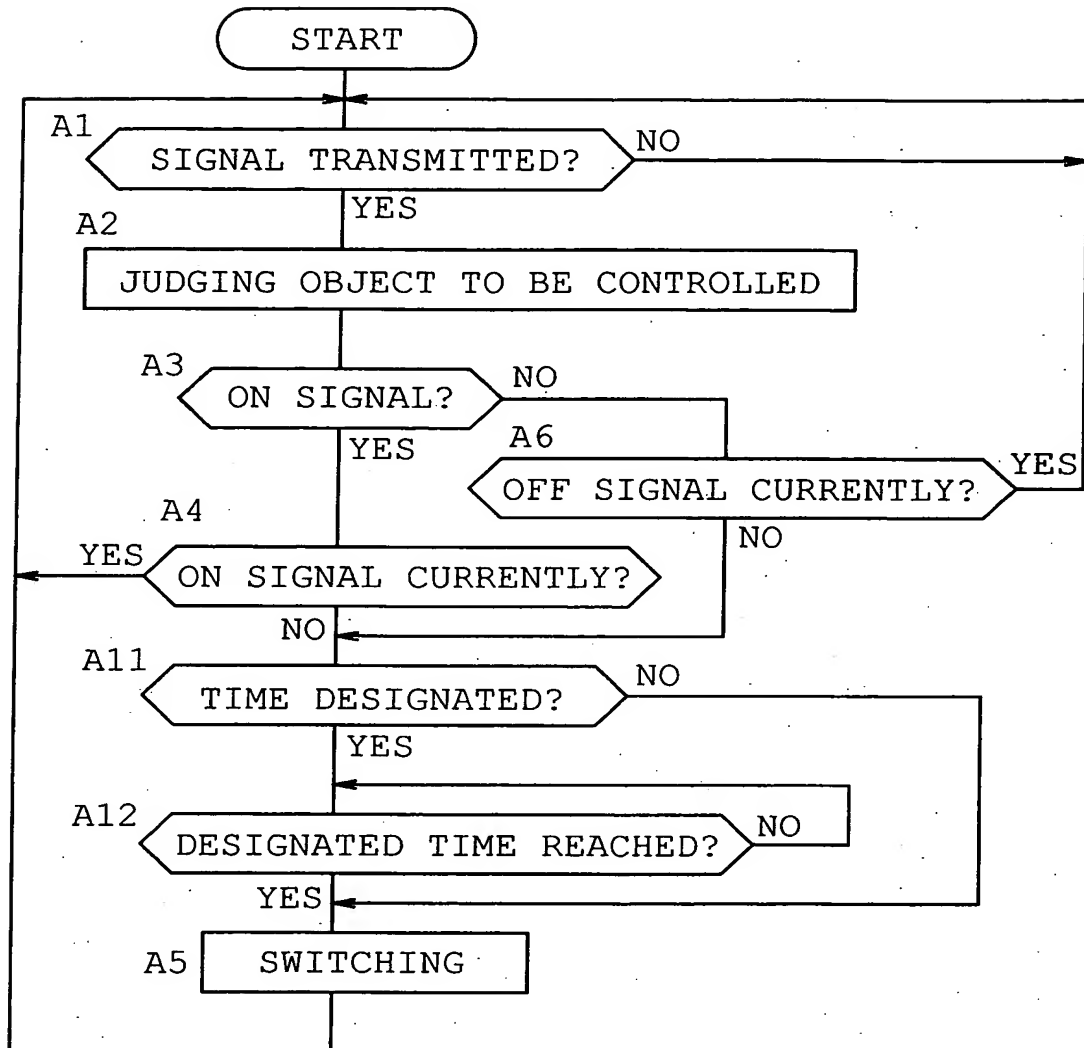 START
A1
SIGNAL TRANSMITTED?
NO
YES
A2
JUDGING OBJECT TO BE CONTROLLED
A3
ON SIGNAL?
NO
YES
A6
OFF SIGNAL CURRENTLY?
YES
NO
A4
YES
ON SIGNAL CURRENTLY?
NO
A11
TIME DESIGNATED?
NO
YES
A12
DESIGNATED TIME REACHED?
NO
YES
A5
SWITCHING